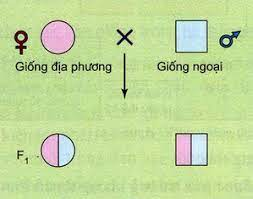 ♀ × ♂
Giống địa phương Giống ngoại
F₁